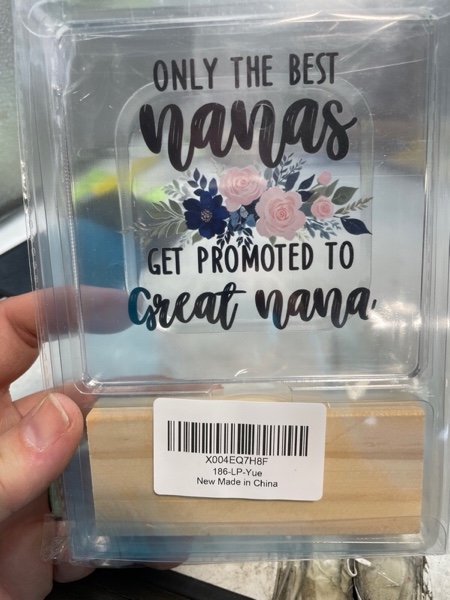 ONLY THE BEST
nanas
GET PROMOTED TO
Great nana
X004EQ7H8F
186-LP-Yue
New Made in China